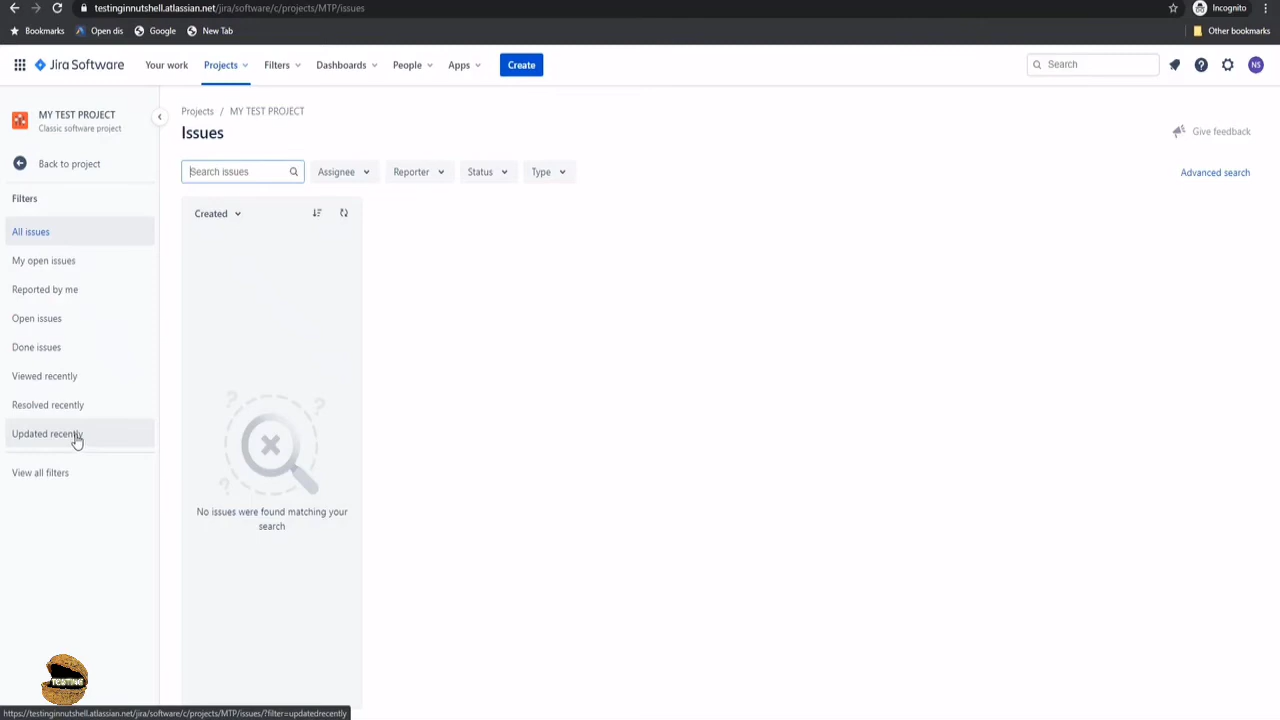 testinginnutshell.atlassian.net/jira/software/c/projects/MTP/issues
Incognito
Bookmarks
Open dis
Google
New Tab
Other bookmarks
Jira Software
Your work
Projects
Filters
Dashboards
People
Apps
Create
Search
NS
MY TEST PROJECT
Classic software project
Back to project
Filters
All issues
My open issues
Reported by me
Open issues
Done issues
Viewed recently
Resolved recently
Updated recently
View all filters
Projects / MY TEST PROJECT
Issues
Give feedback
Search issues
Assignee
Reporter
Status
Type
Advanced search
Created
No issues were found matching your
search
TESTING
https://testinginnutshell.atlassian.net/jira/software/c/projects/MTP/issues/?filter=updatedrecently